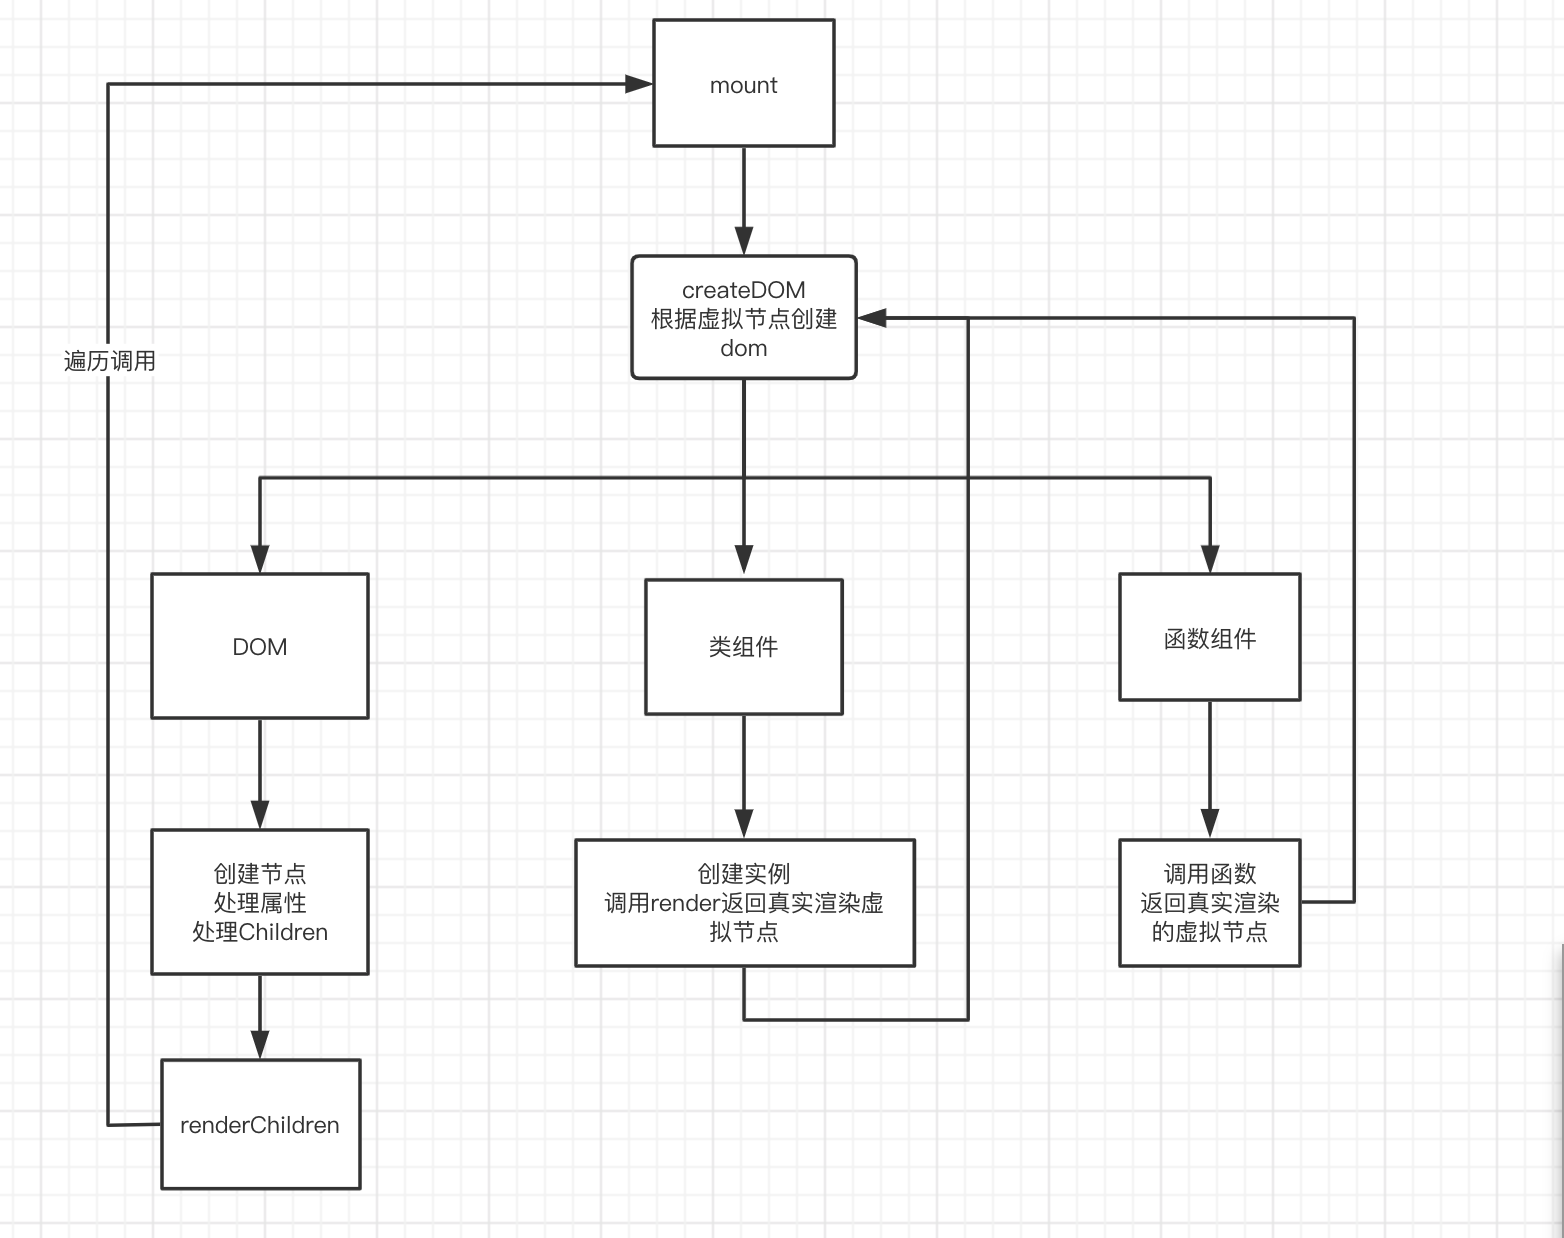 mount
遍历调用
createDOM
根据虚拟节点创建
dom
DOM
类组件
函数组件
创建节点
处理属性
处理Children
创建实例
调用render返回真实渲染虚
拟节点
调用函数
返回真实渲染
的虚拟节点
renderChildren